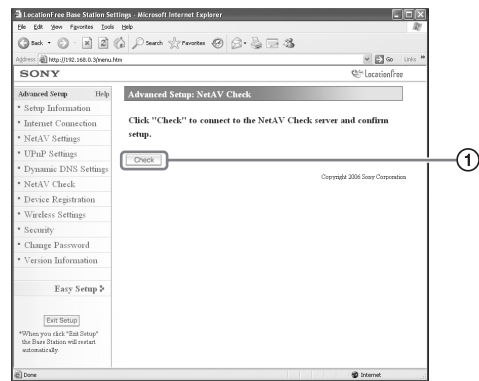 LocationFree Base Station Settings - Microsoft Internet Explorer
File Edit View Favorites Tools Help
Back Search Favorites
Address http://192.168.0.3/menu.htm Go Links »
SONY LocationFree
Advanced Setup Help
* Setup Information
* Internet Connection
* NetAV Settings
* UPnP Settings
* Dynamic DNS Settings
* NetAV Check
* Device Registration
* Wireless Settings
* Security
* Change Password
* Version Information
Easy Setup
Exit Setup
*When you click "Exit Setup"
the Base Station will restart
automatically.
Advanced Setup: NetAV Check
Click "Check" to connect to the NetAV Check server and confirm
setup.
Check
1
Copyright 2006 Sony Corporation
Done Internet